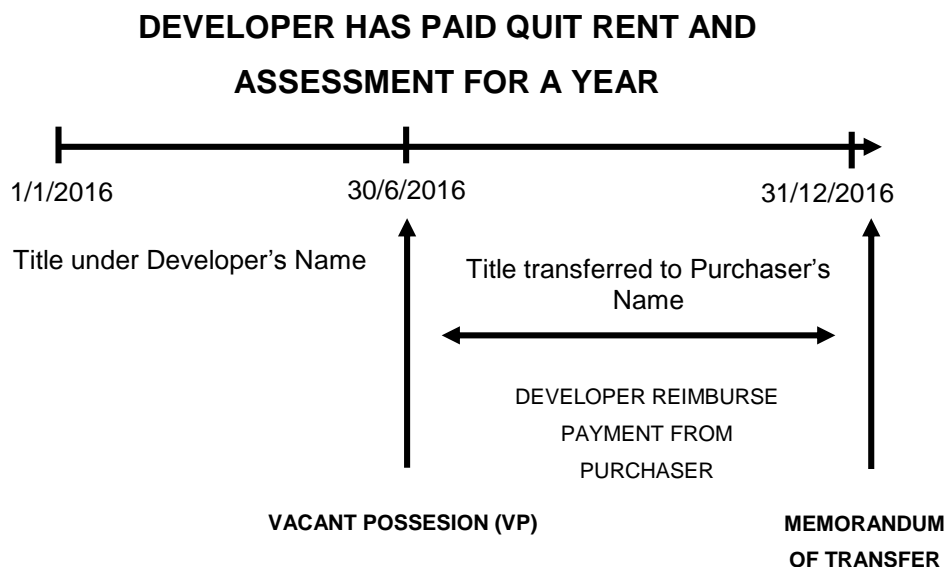 DEVELOPER HAS PAID QUIT RENT AND
ASSESSMENT FOR A YEAR
1/1/2016
30/6/2016
31/12/2016
Title under Developer’s Name
Title transferred to Purchaser’s
Name
DEVELOPER REIMBURSE
PAYMENT FROM
PURCHASER
VACANT POSSESION (VP)
MEMORANDUM
OF TRANSFER